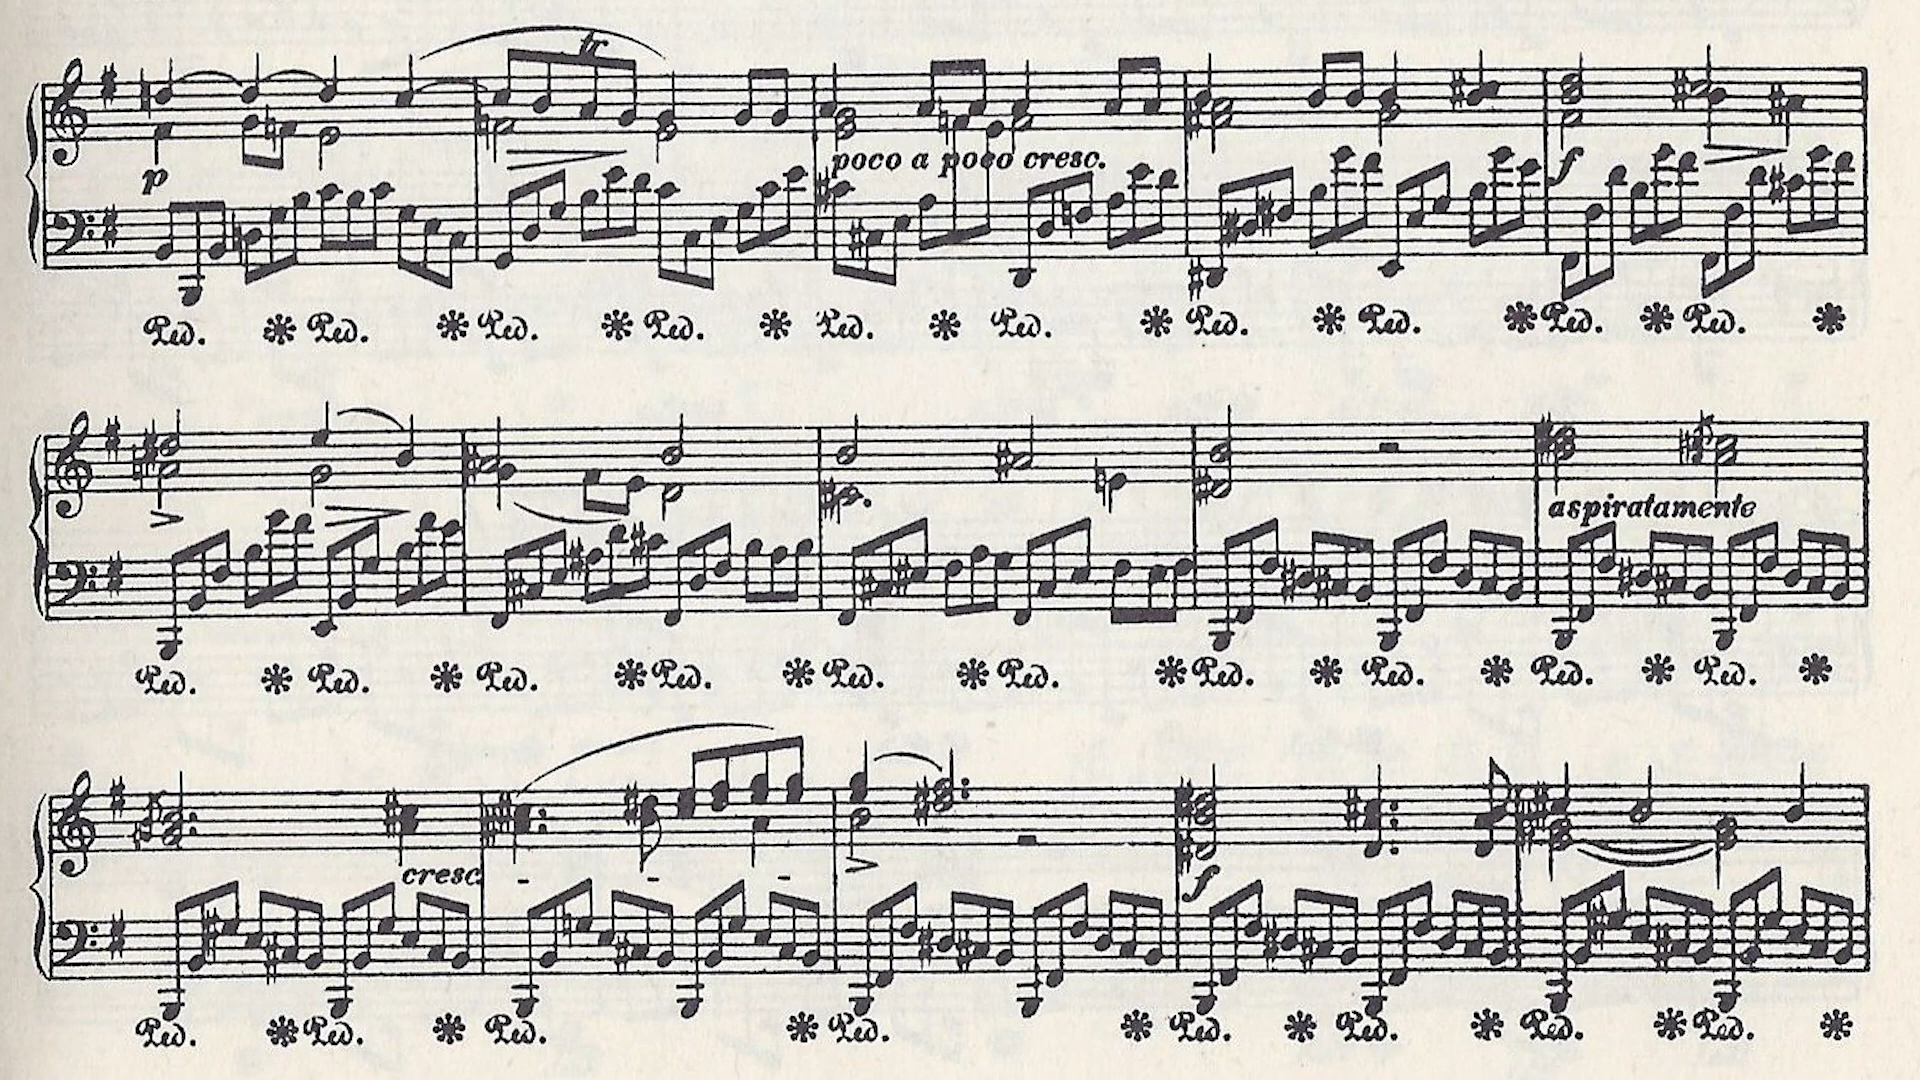 tr
p
poco a poco cresc.
f
Ped. * Ped. * Ped. * Ped. * Ped. * Ped. * Ped. * Ped. * Ped. * Ped. *
aspiratamente
Ped. * Ped. * Ped. * Ped. * Ped. * Ped. * Ped. * Ped. * Ped. * Ped. *
cresc. - - -
f
Ped. * Ped. * Ped. * Ped. * Ped. * Ped. * Ped. * Ped. *